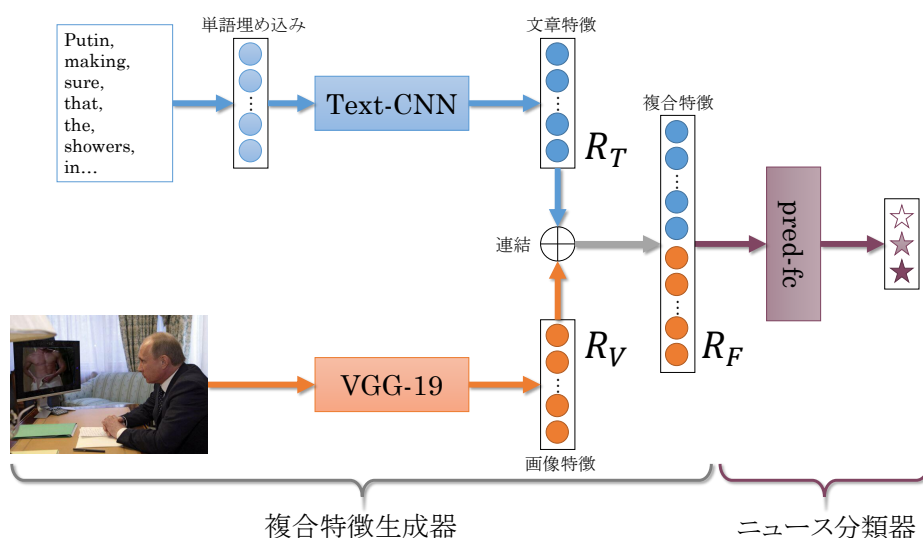 単語埋め込み
文章特徴
Putin,
making,
sure,
that,
the,
showers,
in…
Text-CNN
R_T
複合特徴
連結
pred-fc
VGG-19
R_V
R_F
画像特徴
複合特徴生成器
ニュース分類器